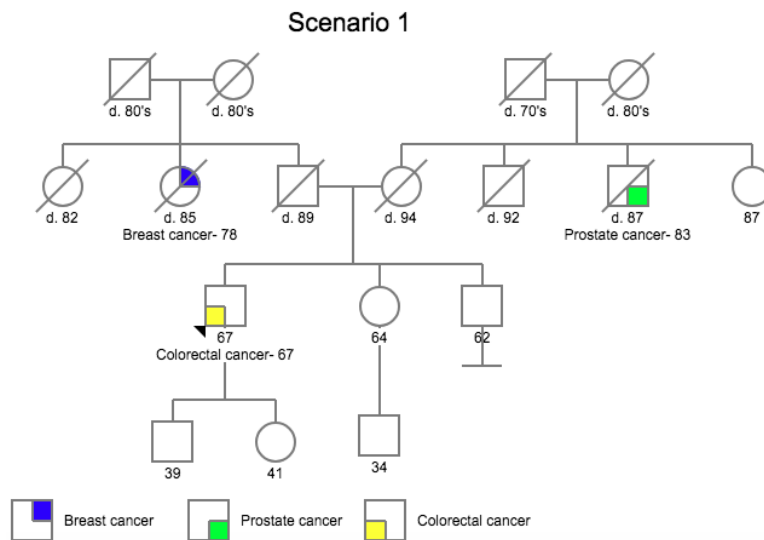 Scenario 1
d. 80's d. 80's d. 70's d. 80's
d. 82 d. 85 d. 89 d. 94 d. 92 d. 87 87
Breast cancer- 78 Prostate cancer- 83
67 64 62
Colorectal cancer- 67
39 41 34
Breast cancer Prostate cancer Colorectal cancer